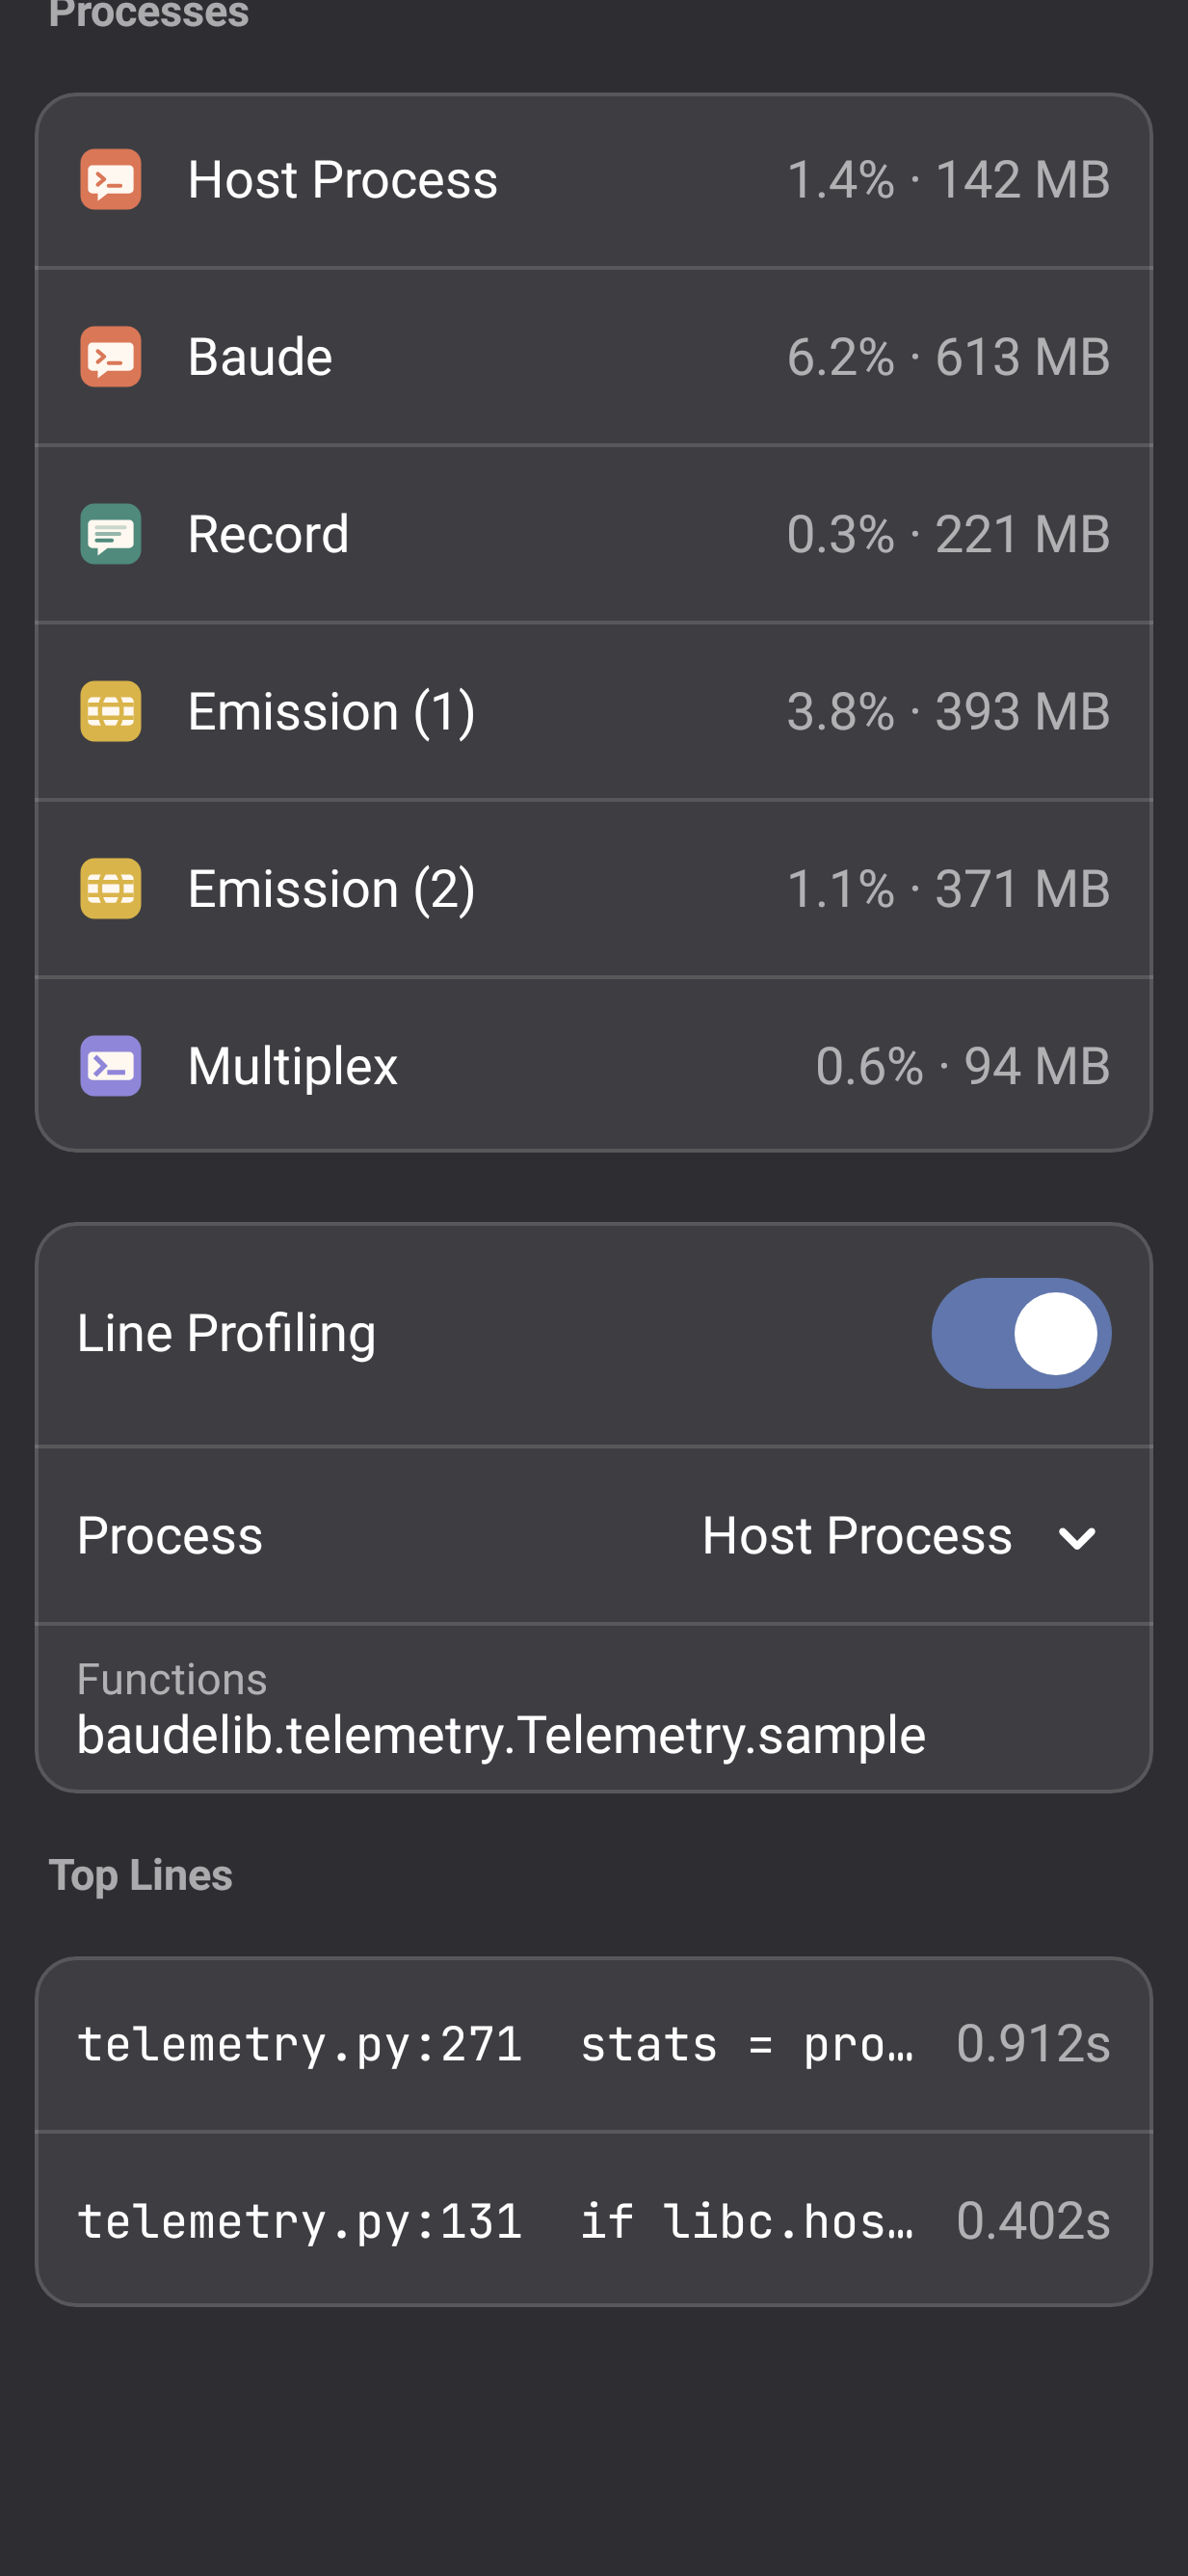 Processes
Host Process 1.4% · 142 MB
Baude 6.2% · 613 MB
Record 0.3% · 221 MB
Emission (1) 3.8% · 393 MB
Emission (2) 1.1% · 371 MB
Multiplex 0.6% · 94 MB
Line Profiling
Process Host Process
Functions
baudelib.telemetry.Telemetry.sample
Top Lines
telemetry.py:271 stats = pro… 0.912s
telemetry.py:131 if libc.hos… 0.402s